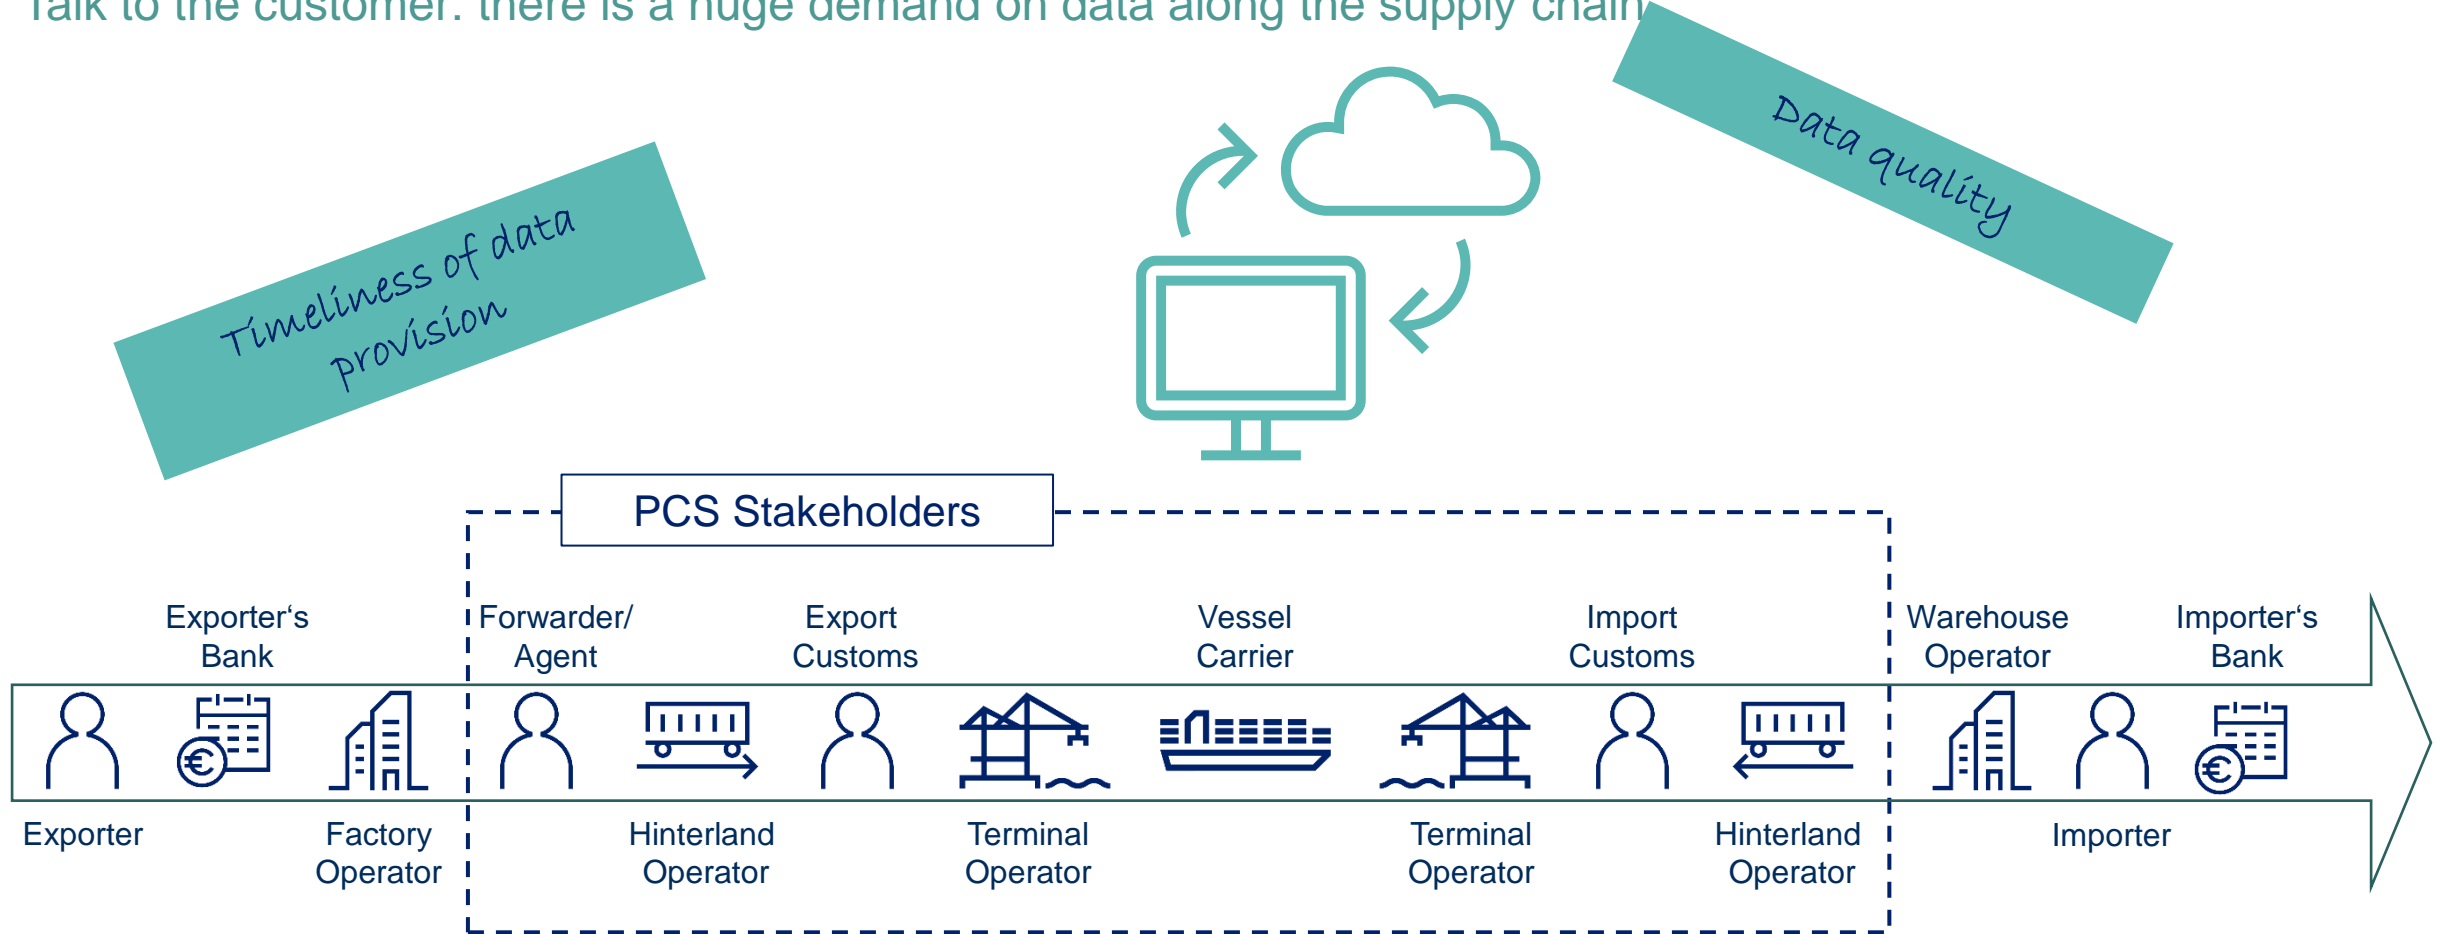 Talk to the customer: there is a huge demand on data along the supply chain
Data quality
Timeliness of data
provision
PCS Stakeholders
Exporter‘s
Bank
Forwarder/
Agent
Export
Customs
Vessel
Carrier
Import
Customs
Warehouse
Operator
Importer‘s
Bank
€
€
Exporter
Factory
Operator
Hinterland
Operator
Terminal
Operator
Terminal
Operator
Hinterland
Operator
Importer